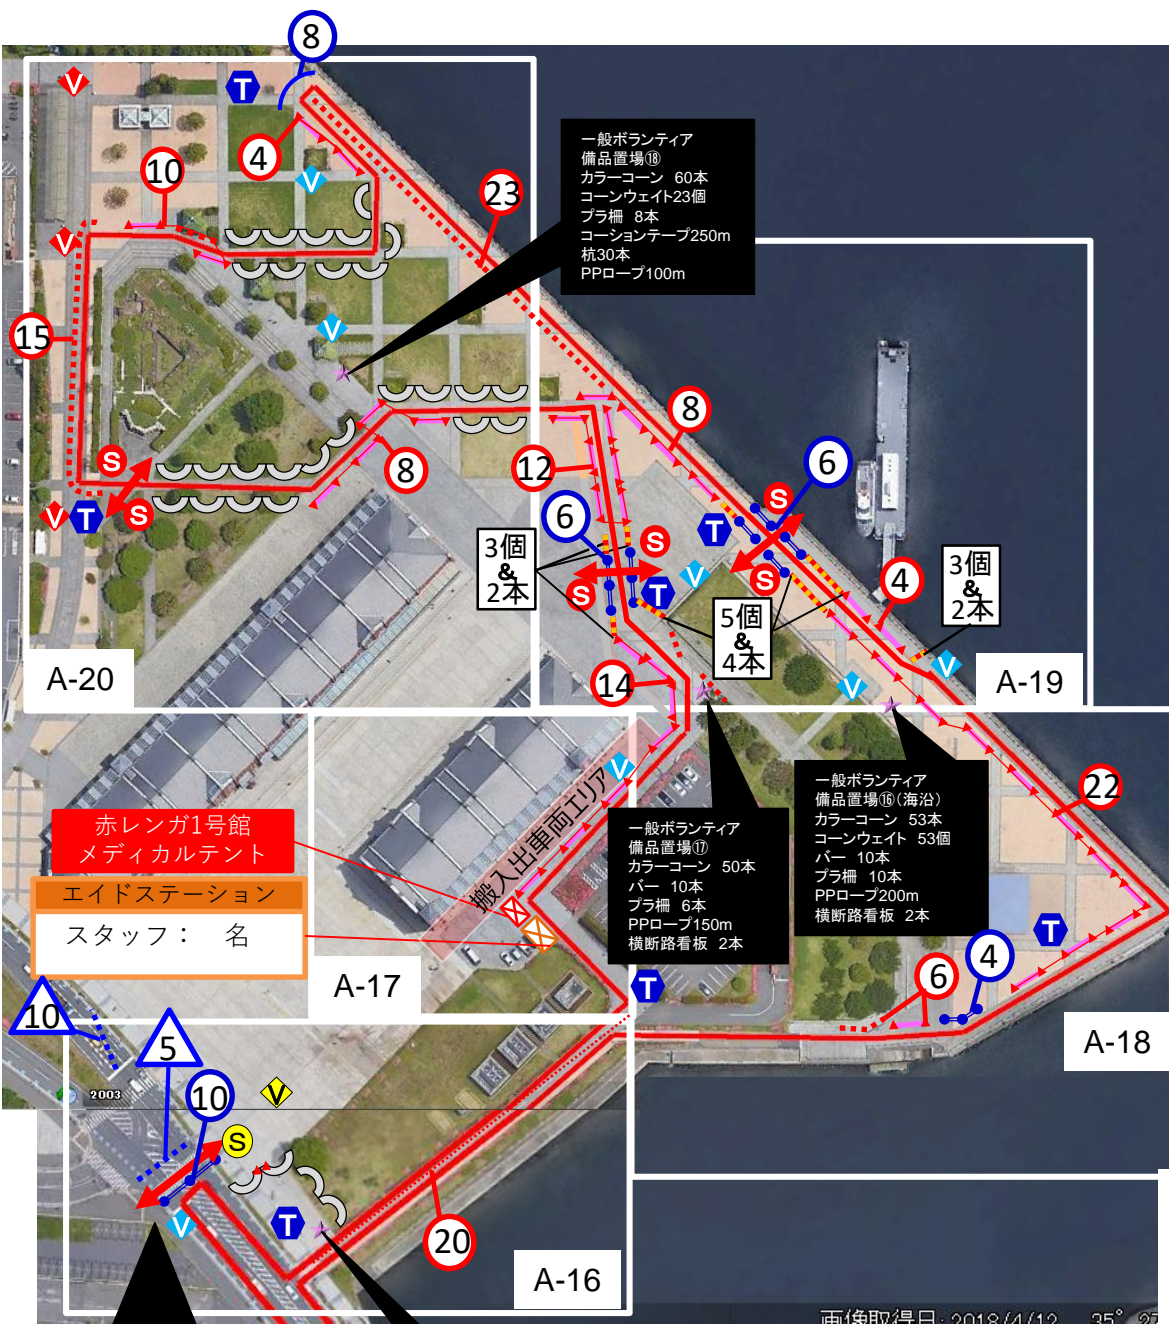 8
V
T
4
10
V
23
一般ボランティア
備品置場⑱
カラーコーン 60本
コーンウェイト23個
プラ柵 8本
コーションテープ250m
杭30本
PPロープ100m
V
V
15
8
8
12
6
S
6
S
T
S
V
T
S
T
3個
&
2本
S
S
T
V
S
5個
&
4本
4
3個
&
2本
V
V
A-20
A-19
14
V
搬入出車両エリア
22
一般ボランティア
備品置場⑯(海沿)
カラーコーン 53本
コーンウェイト 53個
バー 10本
プラ柵 10本
PPロープ200m
横断路看板 2本
一般ボランティア
備品置場⑰
カラーコーン 50本
バー 10本
プラ柵 6本
PPロープ150m
横断路看板 2本
赤レンガ1号館
メディカルテント
エイドステーション
スタッフ: 名
T
A-17
T
6
4
10
5
A-18
2003
10
V
S
V
T
20
A-16
画像取得日: 2018/4/12 35° 27